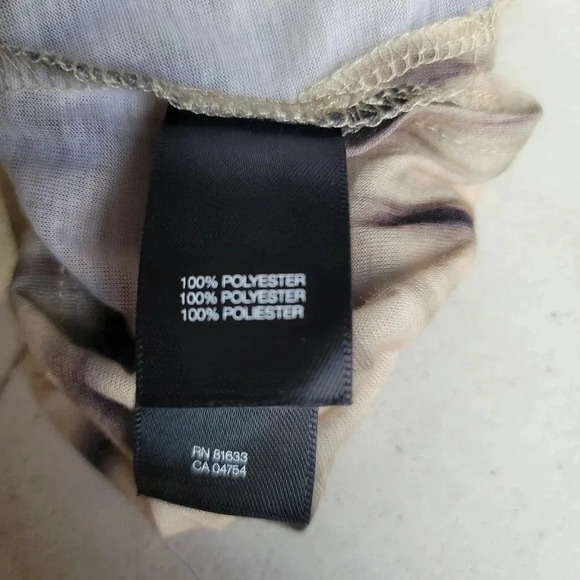 100% POLYESTER
100% POLYESTER
100% POLIESTER
RN 81633
CA 04754